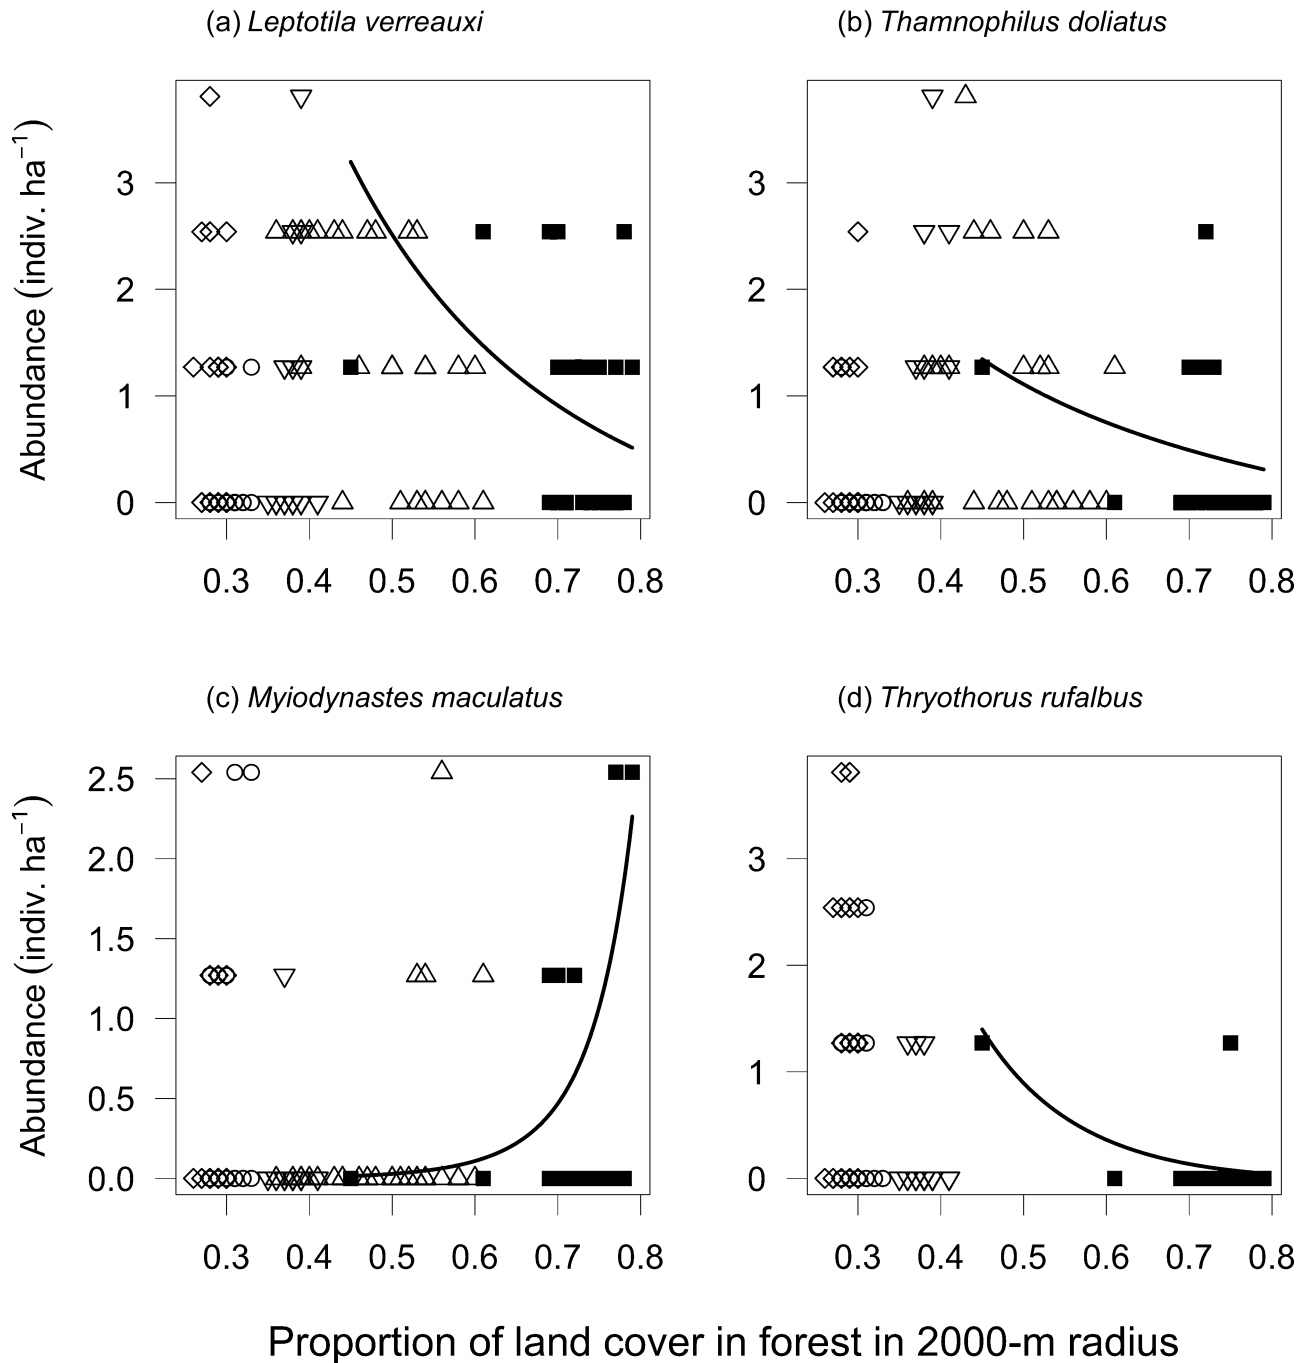 (a) Leptotila verreauxi
(b) Thamnophilus doliatus
Abundance (indiv. ha⁻¹)
3
2
1
0
0.3 0.4 0.5 0.6 0.7 0.8
3
2
1
0
0.3 0.4 0.5 0.6 0.7 0.8
(c) Myiodynastes maculatus
(d) Thryothorus rufalbus
Abundance (indiv. ha⁻¹)
2.5
2.0
1.5
1.0
0.5
0.0
0.3 0.4 0.5 0.6 0.7 0.8
3
2
1
0
0.3 0.4 0.5 0.6 0.7 0.8
Proportion of land cover in forest in 2000-m radius